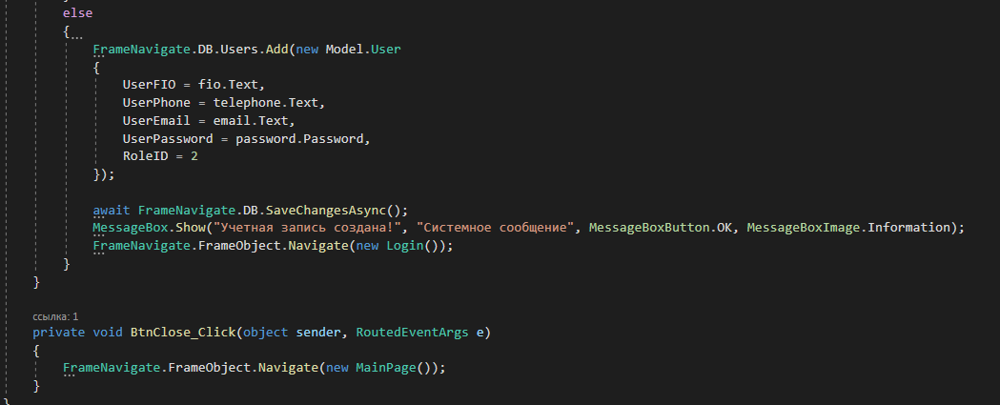 else
{
FrameNavigate.DB.Users.Add(new Model.User
{
UserFIO = fio.Text,
UserPhone = telephone.Text,
UserEmail = email.Text,
UserPassword = password.Password,
RoleID = 2
});
await FrameNavigate.DB.SaveChangesAsync();
MessageBox.Show("Учетная запись создана!", "Системное сообщение", MessageBoxButton.OK, MessageBoxImage.Information);
FrameNavigate.FrameObject.Navigate(new Login());
}
}
ссылка: 1
private void BtnClose_Click(object sender, RoutedEventArgs e)
{
FrameNavigate.FrameObject.Navigate(new MainPage());
}
}